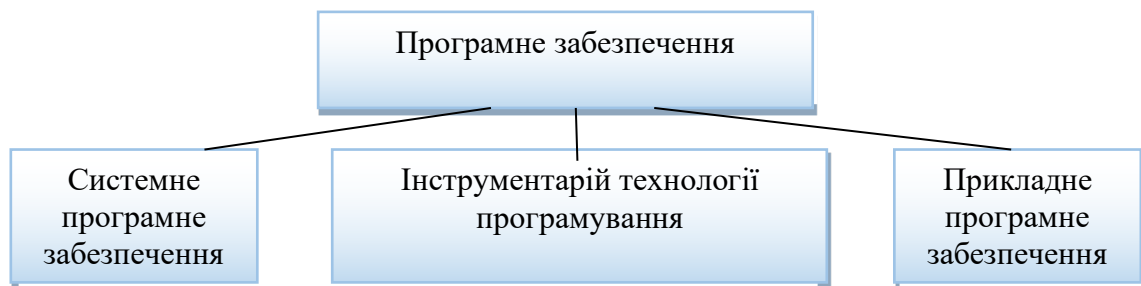 Програмне забезпечення
Системне
програмне
забезпечення
Інструментарій технології
програмування
Прикладне
програмне
забезпечення